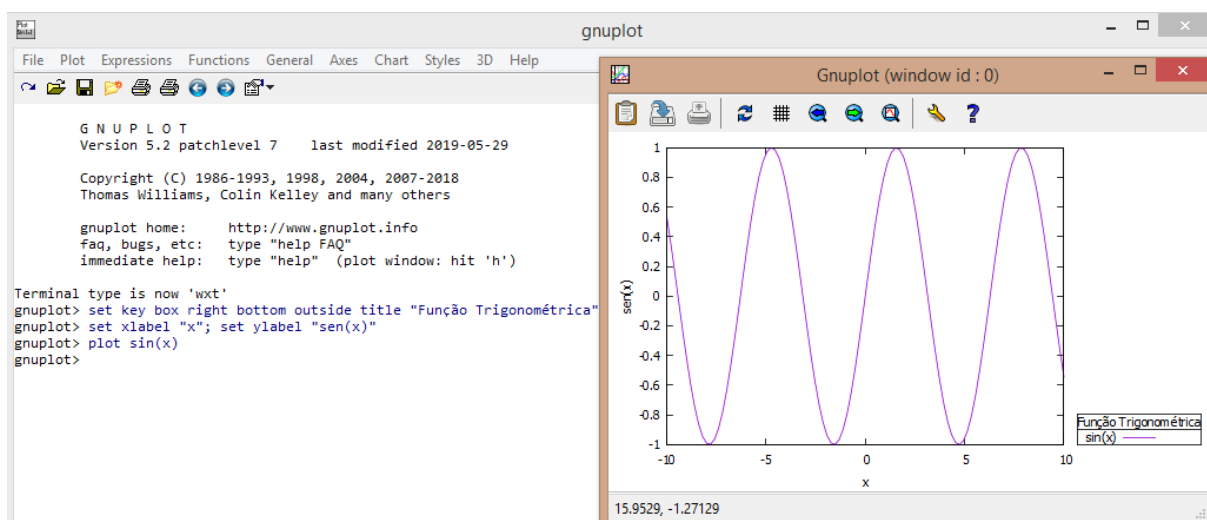 gnuplot
File Plot Expressions Functions General Axes Chart Styles 3D Help
G N U P L O T
Version 5.2 patchlevel 7 last modified 2019-05-29
Copyright (C) 1986-1993, 1998, 2004, 2007-2018
Thomas Williams, Colin Kelley and many others
gnuplot home: http://www.gnuplot.info
faq, bugs, etc: type "help FAQ"
immediate help: type "help" (plot window: hit 'h')
Terminal type is now 'wxt'
gnuplot> set key box right bottom outside title "Função Trigonométrica"
gnuplot> set xlabel "x"; set ylabel "sen(x)"
gnuplot> plot sin(x)
gnuplot>
Gnuplot (window id : 0)
1
0.8
0.6
0.4
0.2
0
-0.2
-0.4
-0.6
-0.8
-1
sen(x)
-10 -5 0 5 10
x
Função Trigonométrica
sin(x)
15.9529, -1.27129